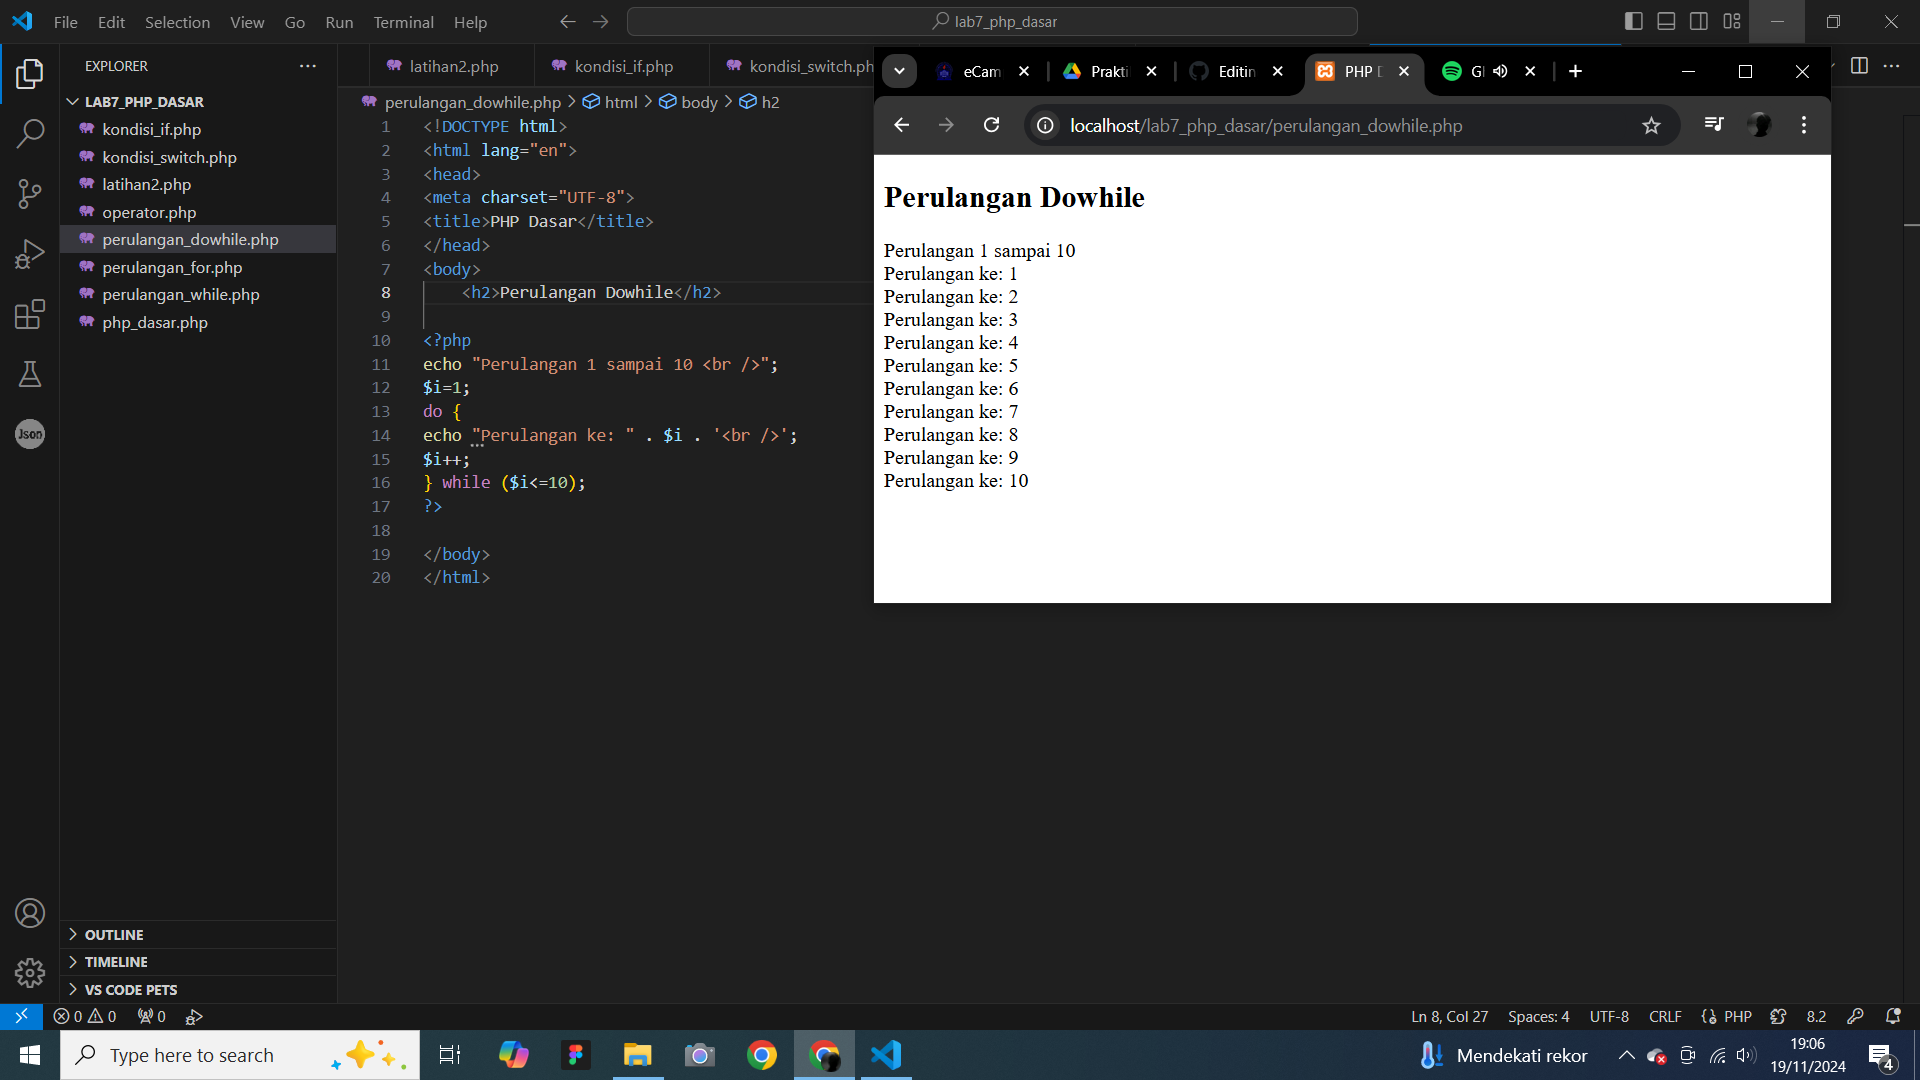 File Edit Selection View Go Run Terminal Help
lab7_php_dasar
EXPLORER
LAB7_PHP_DASAR
kondisi_if.php
kondisi_switch.php
latihan2.php
operator.php
perulangan_dowhile.php
perulangan_for.php
perulangan_while.php
php_dasar.php
OUTLINE
TIMELINE
VS CODE PETS
Json
latihan2.php
kondisi_if.php
kondisi_switch.ph
perulangan_dowhile.php > html > body > h2
1 <!DOCTYPE html>
2 <html lang="en">
3 <head>
4 <meta charset="UTF-8">
5 <title>PHP Dasar</title>
6 </head>
7 <body>
8 <h2>Perulangan Dowhile</h2>
9
10 <?php
11 echo "Perulangan 1 sampai 10 <br />";
12 $i=1;
13 do {
14 echo "Perulangan ke: " . $i . '<br />';
15 $i++;
16 } while ($i<=10);
17 ?>
18
19 </body>
20 </html>
eCam
Prakti
Editin
PHP D
localhost/lab7_php_dasar/perulangan_dowhile.php
Perulangan Dowhile
Perulangan 1 sampai 10
Perulangan ke: 1
Perulangan ke: 2
Perulangan ke: 3
Perulangan ke: 4
Perulangan ke: 5
Perulangan ke: 6
Perulangan ke: 7
Perulangan ke: 8
Perulangan ke: 9
Perulangan ke: 10
0 0 0
Ln 8, Col 27 Spaces: 4 UTF-8 CRLF PHP 8.2
Type here to search
Mendekati rekor
19:06
19/11/2024
4